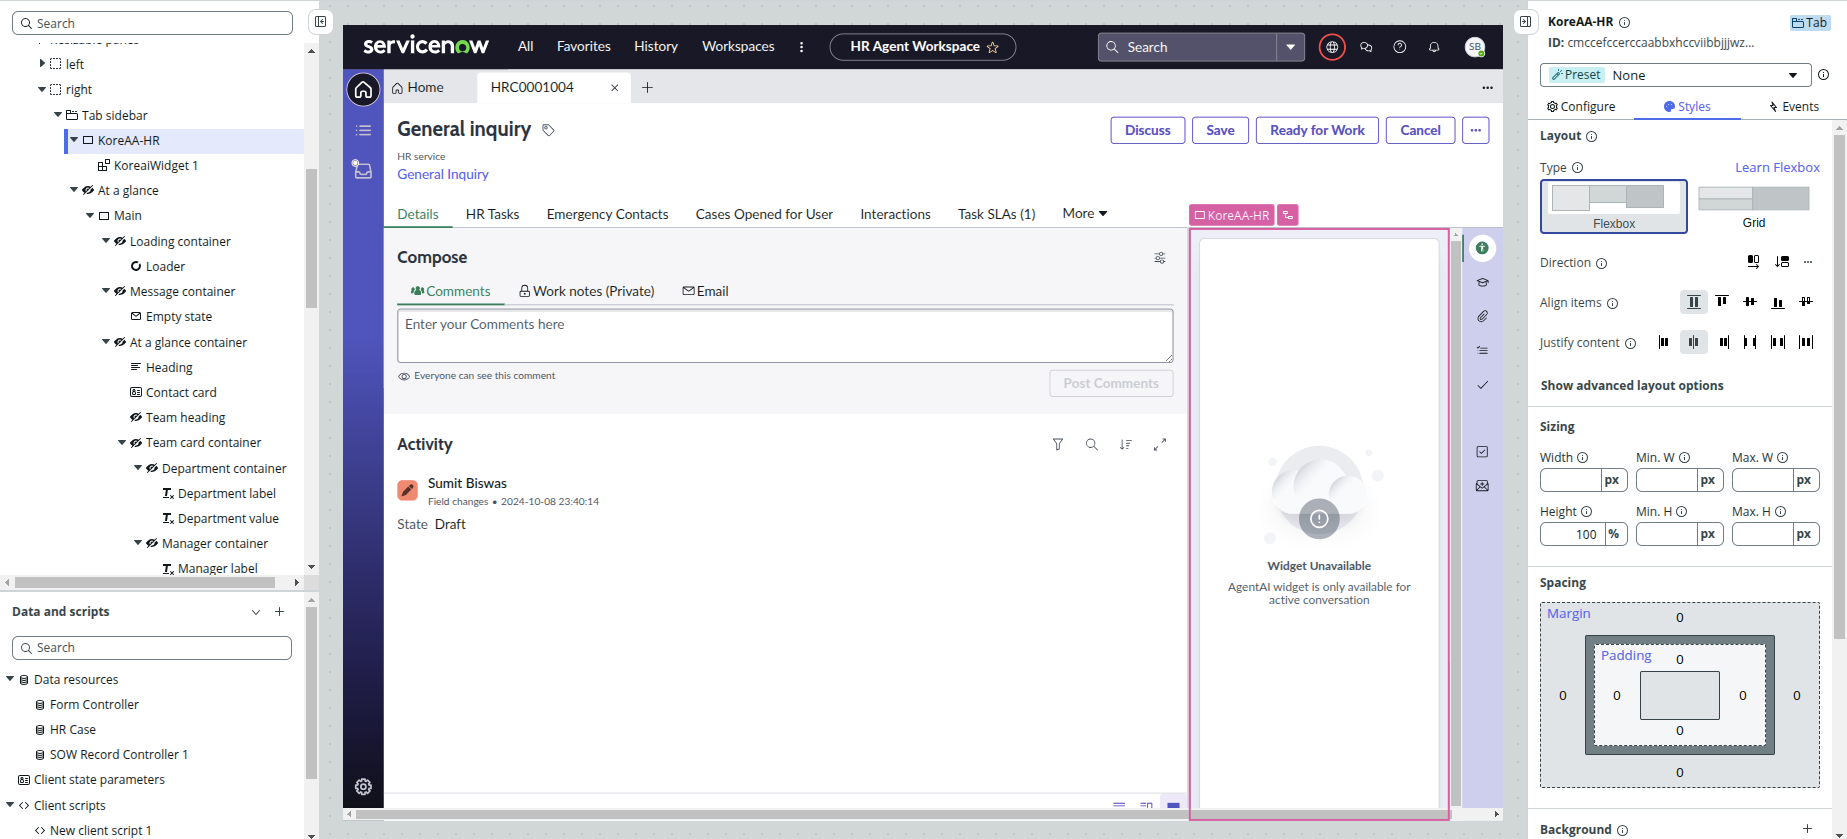 Search
left
right
Tab sidebar
KoreAA-HR
KoreaiWidget 1
At a glance
Main
Loading container
Loader
Message container
Empty state
At a glance container
Heading
Contact card
Team heading
Team card container
Department container
Department label
Department value
Manager container
Manager label
Data and scripts
Search
Data resources
Form Controller
HR Case
SOW Record Controller 1
Client state parameters
Client scripts
New client script 1
servicenow
All
Favorites
History
Workspaces
HR Agent Workspace
Search
SB
Home
HRC0001004
General inquiry
Discuss
Save
Ready for Work
Cancel
HR service
General Inquiry
Details
HR Tasks
Emergency Contacts
Cases Opened for User
Interactions
Task SLAs (1)
More
KoreAA-HR
Compose
Comments
Work notes (Private)
Email
Enter your Comments here
Everyone can see this comment
Post Comments
Activity
Sumit Biswas
Field changes • 2024-10-08 23:40:14
State Draft
Widget Unavailable
AgentAI widget is only available for
active conversation
KoreAA-HR
Tab
ID: cmccefccerccaabbxhccviibbjjjwz...
Preset None
Configure
Styles
Events
Layout
Type
Learn Flexbox
Flexbox
Grid
Direction
Align items
Justify content
Show advanced layout options
Sizing
Width
Min. W
Max. W
px
px
px
Height
Min. H
Max. H
100 %
px
px
Spacing
Margin
0
Padding
0
0
0
0
0
0
0
Background